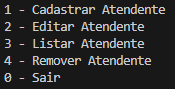 1 - Cadastrar Atendente
2 - Editar Atendente
3 - Listar Atendente
4 - Remover Atendente
0 - Sair